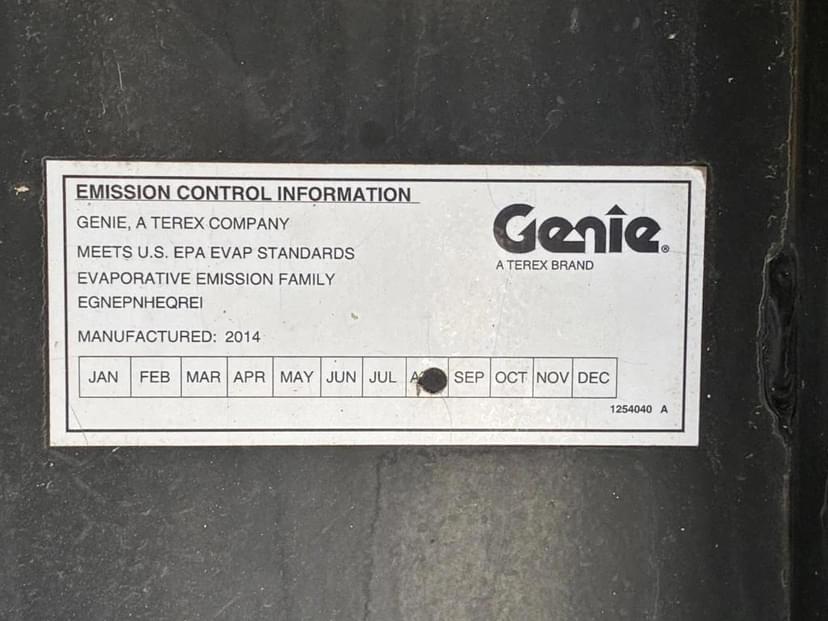 EMISSION CONTROL INFORMATION
GENIE, A TEREX COMPANY
MEETS U.S. EPA EVAP STANDARDS
EVAPORATIVE EMISSION FAMILY
EGNEPNHEQREI
MANUFACTURED: 2014
Genie®
A TEREX BRAND
JAN FEB MAR APR MAY JUN JUL SEP OCT NOV DEC
1254040 A